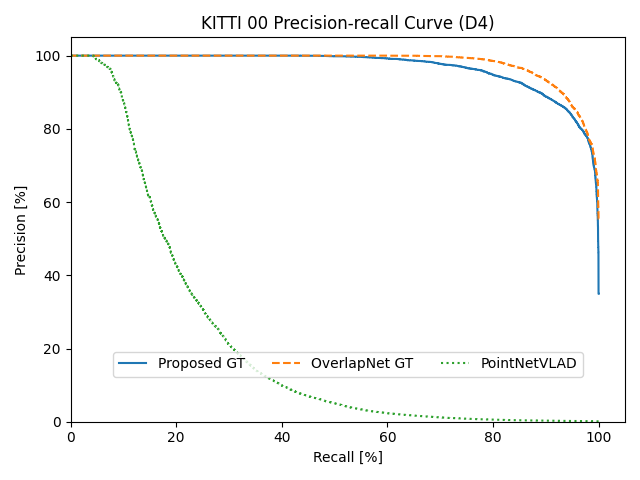 KITTI 00 Precision-recall Curve (D4)
Precision [%]
100
80
60
40
20
0
Proposed GT OverlapNet GT PointNetVLAD
0 20 40 60 80 100
Recall [%]